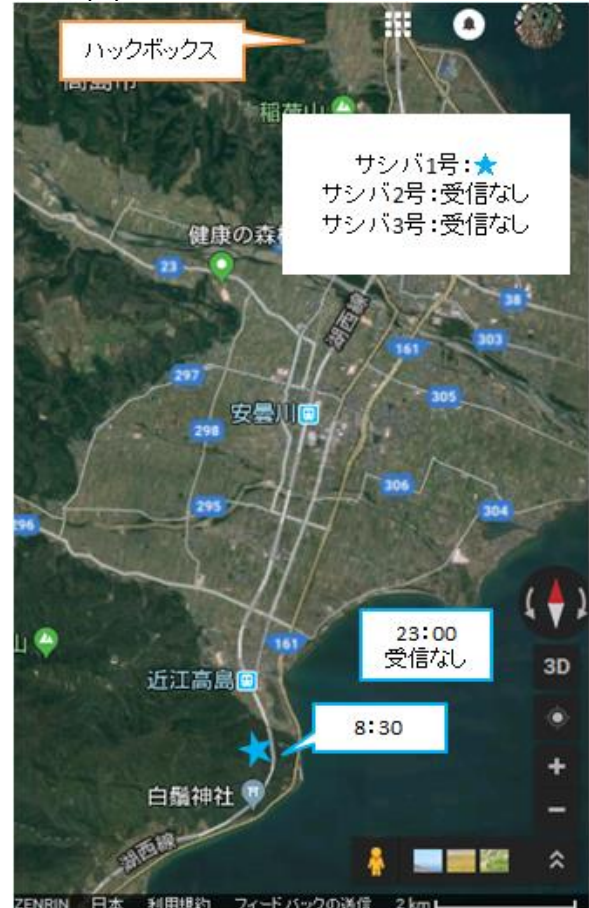 ハックボックス
高島市
稲荷山
サシバ1号:★
サシバ2号:受信なし
サシバ3号:受信なし
健康の森
23
38
湖西線
161
303
297
305
安曇川
298
306
295
304
296
23:00
受信なし
161
山
近江高島
3D
8:30
白鬚神社
湖西線
ZENRIN 日本 利用規約 フィードバックの送信 2 km